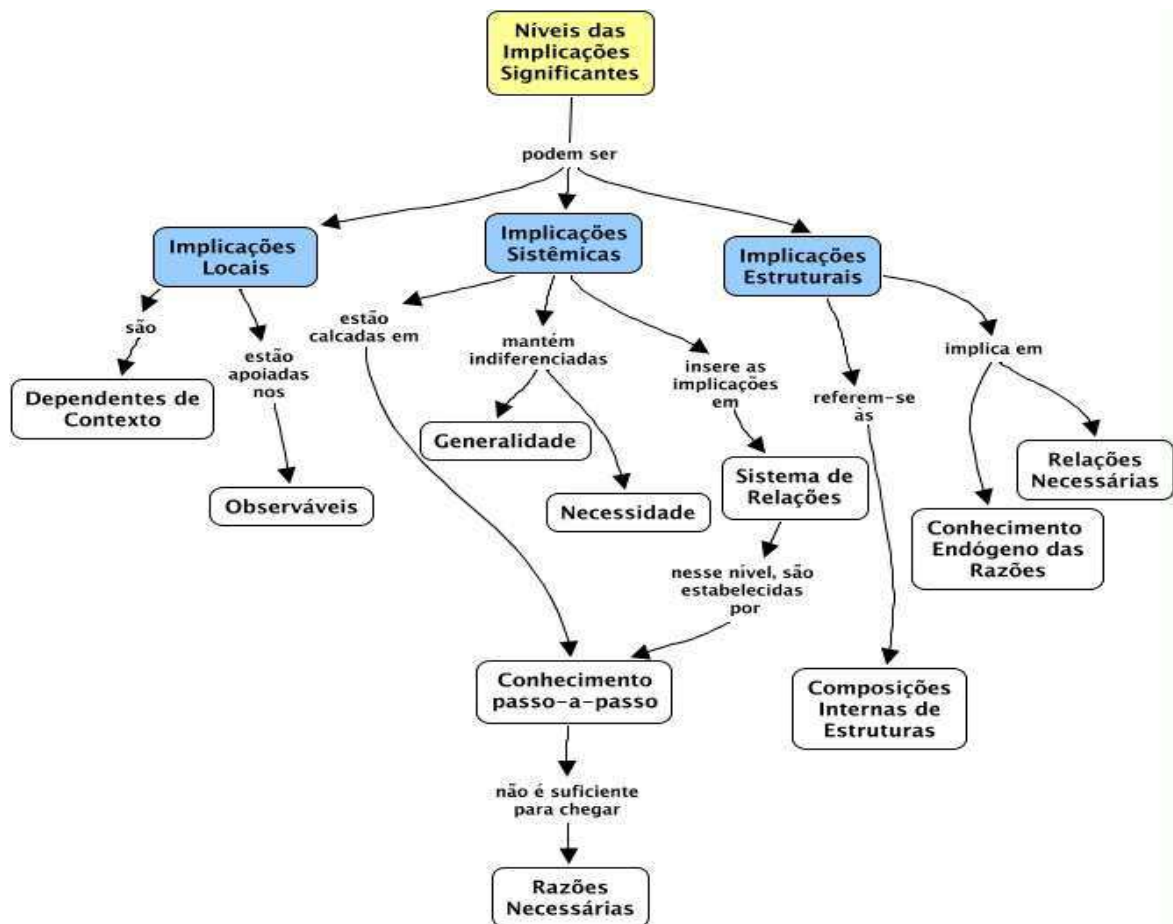 Níveis das
Implicações
Significantes
podem ser
Implicações
Locais
Implicações
Sistêmicas
Implicações
Estruturais
são
estão
apoiadas
nos
estão
calcadas em
mantém
indiferenciadas
insere as
implicações
em
referem-se
às
implica em
Dependentes de
Contexto
Observáveis
Generalidade
Necessidade
Sistema de
Relações
Relações
Necessárias
Conhecimento
Endógeno das
Razões
nesse nível, são
estabelecidas
por
Conhecimento
passo-a-passo
Composições
Internas de
Estruturas
não é suficiente
para chegar
Razões
Necessárias